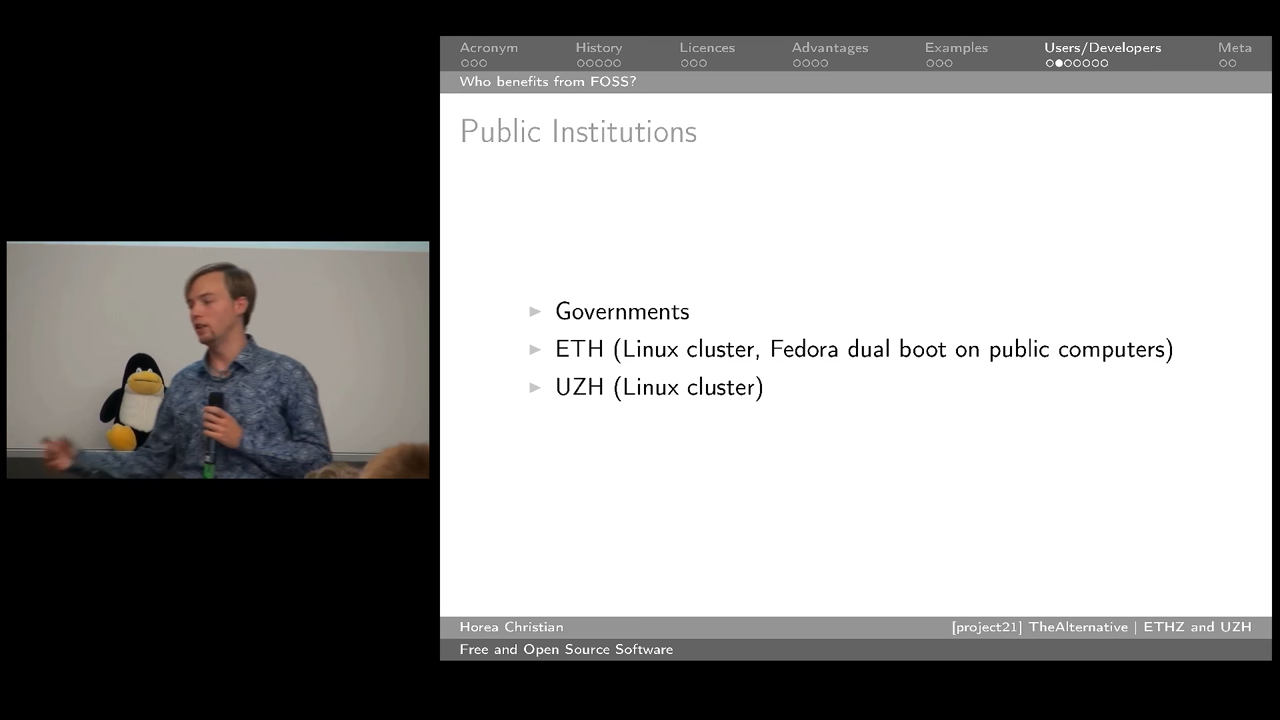 Acronym History Licences Advantages Examples Users/Developers Meta
Who benefits from FOSS?
Public Institutions
Governments
ETH (Linux cluster, Fedora dual boot on public computers)
UZH (Linux cluster)
Horea Christian [project21] TheAlternative | ETHZ and UZH
Free and Open Source Software